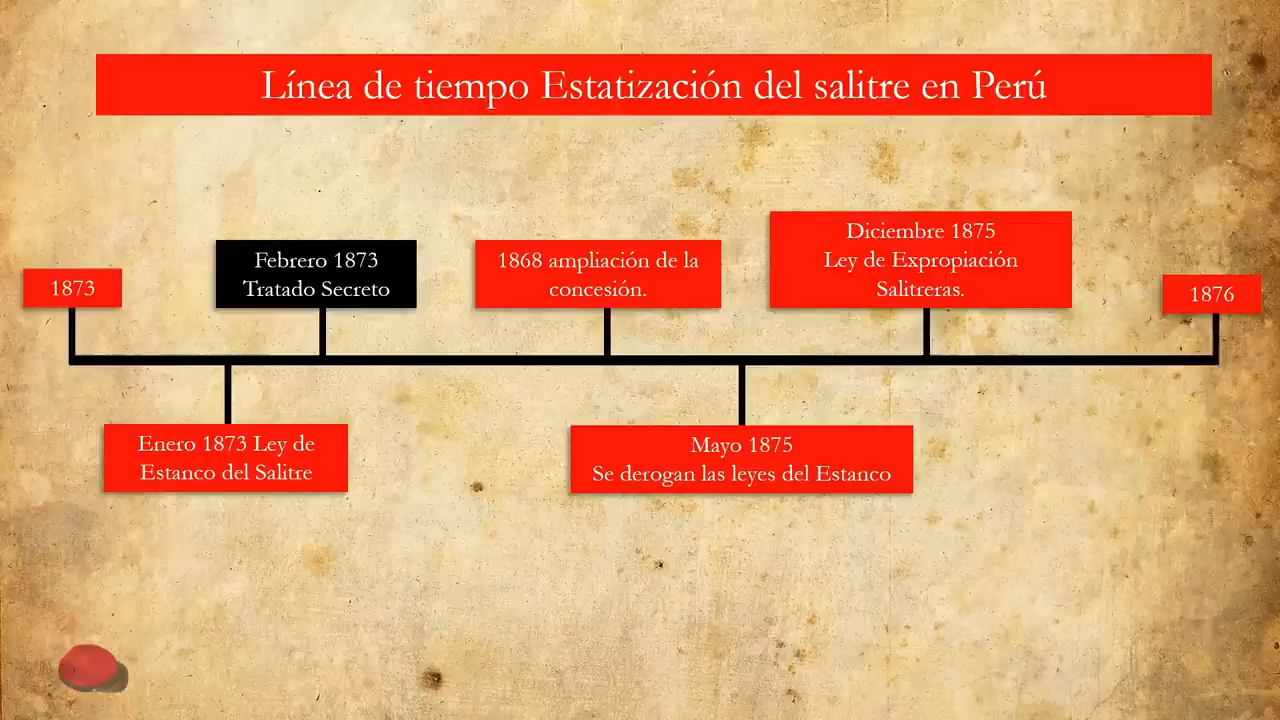 Línea de tiempo Estatización del salitre en Perú
1873
Febrero 1873
Tratado Secreto
1868 ampliación de la
concesión.
Diciembre 1875
Ley de Expropiación
Salitreras.
1876
Enero 1873 Ley de
Estanco del Salitre
Mayo 1875
Se derogan las leyes del Estanco